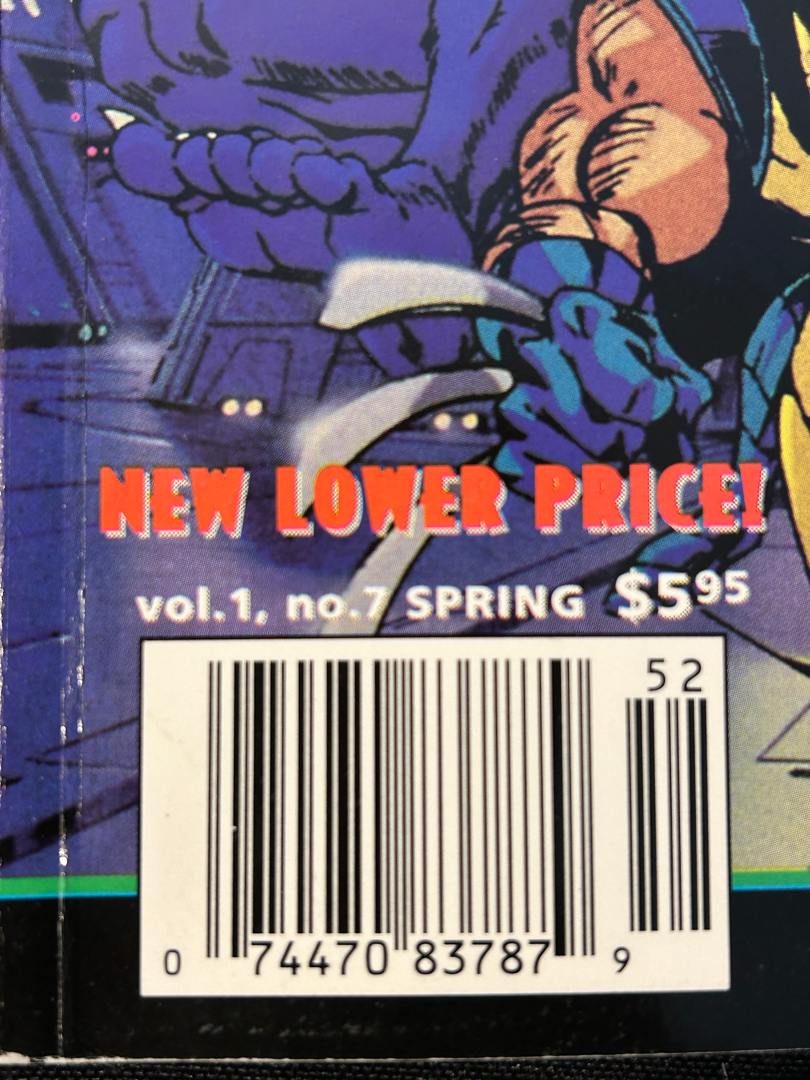 NEW LOWER PRICE!
vol.1, no.7 SPRING $595
52
0 74470 83787 9